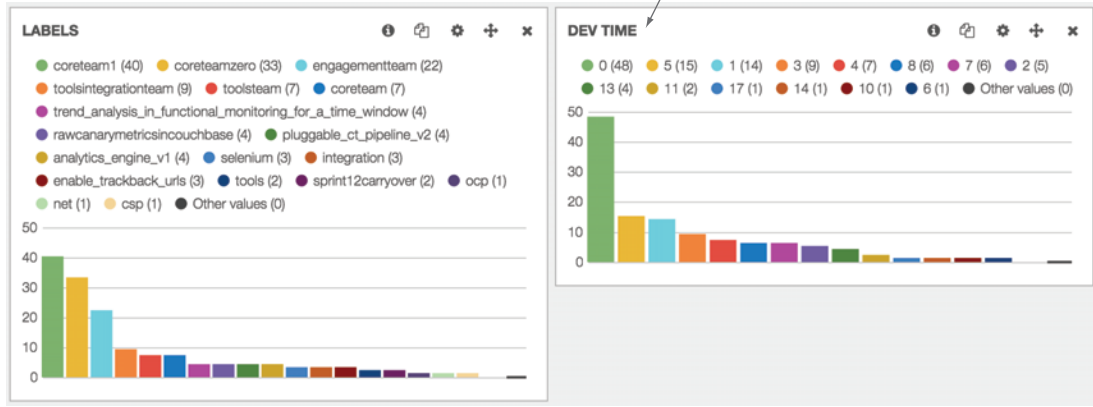 LABELS
coreteam1 (40) coreteamzero (33) engagementteam (22)
toolsintegrationteam (9) toolsteam (7) coreteam (7)
trend_analysis_in_functional_monitoring_for_a_time_window (4)
rawcanarymetricsincouchbase (4) pluggable_ct_pipeline_v2 (4)
analytics_engine_v1 (4) selenium (3) integration (3)
enable_trackback_urls (3) tools (2) sprint12carryover (2) ocp (1)
net (1) csp (1) Other values (0)
50
40
30
20
10
0
DEV TIME
0 (48) 5 (15) 1 (14) 3 (9) 4 (7) 8 (6) 7 (6) 2 (5)
13 (4) 11 (2) 17 (1) 14 (1) 10 (1) 6 (1) Other values (0)
50
40
30
20
10
0